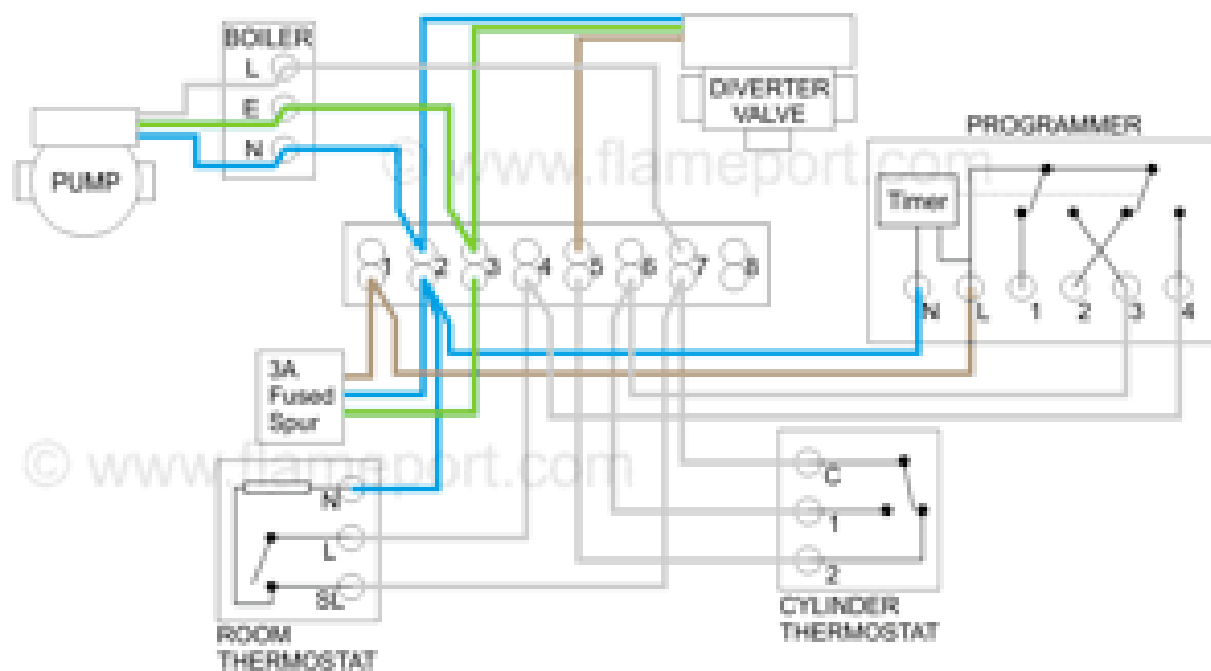 BOILER
L
E
N
PUMP
DIVERTER
VALVE
PROGRAMMER
Timer
N L 1 2 3 4
© www.flameport.com
1 2 3 4 5 6 7 8
3A
Fused
Spur
© www.flameport.com
N
L
SL
ROOM
THERMOSTAT
C
1
2
CYLINDER
THERMOSTAT